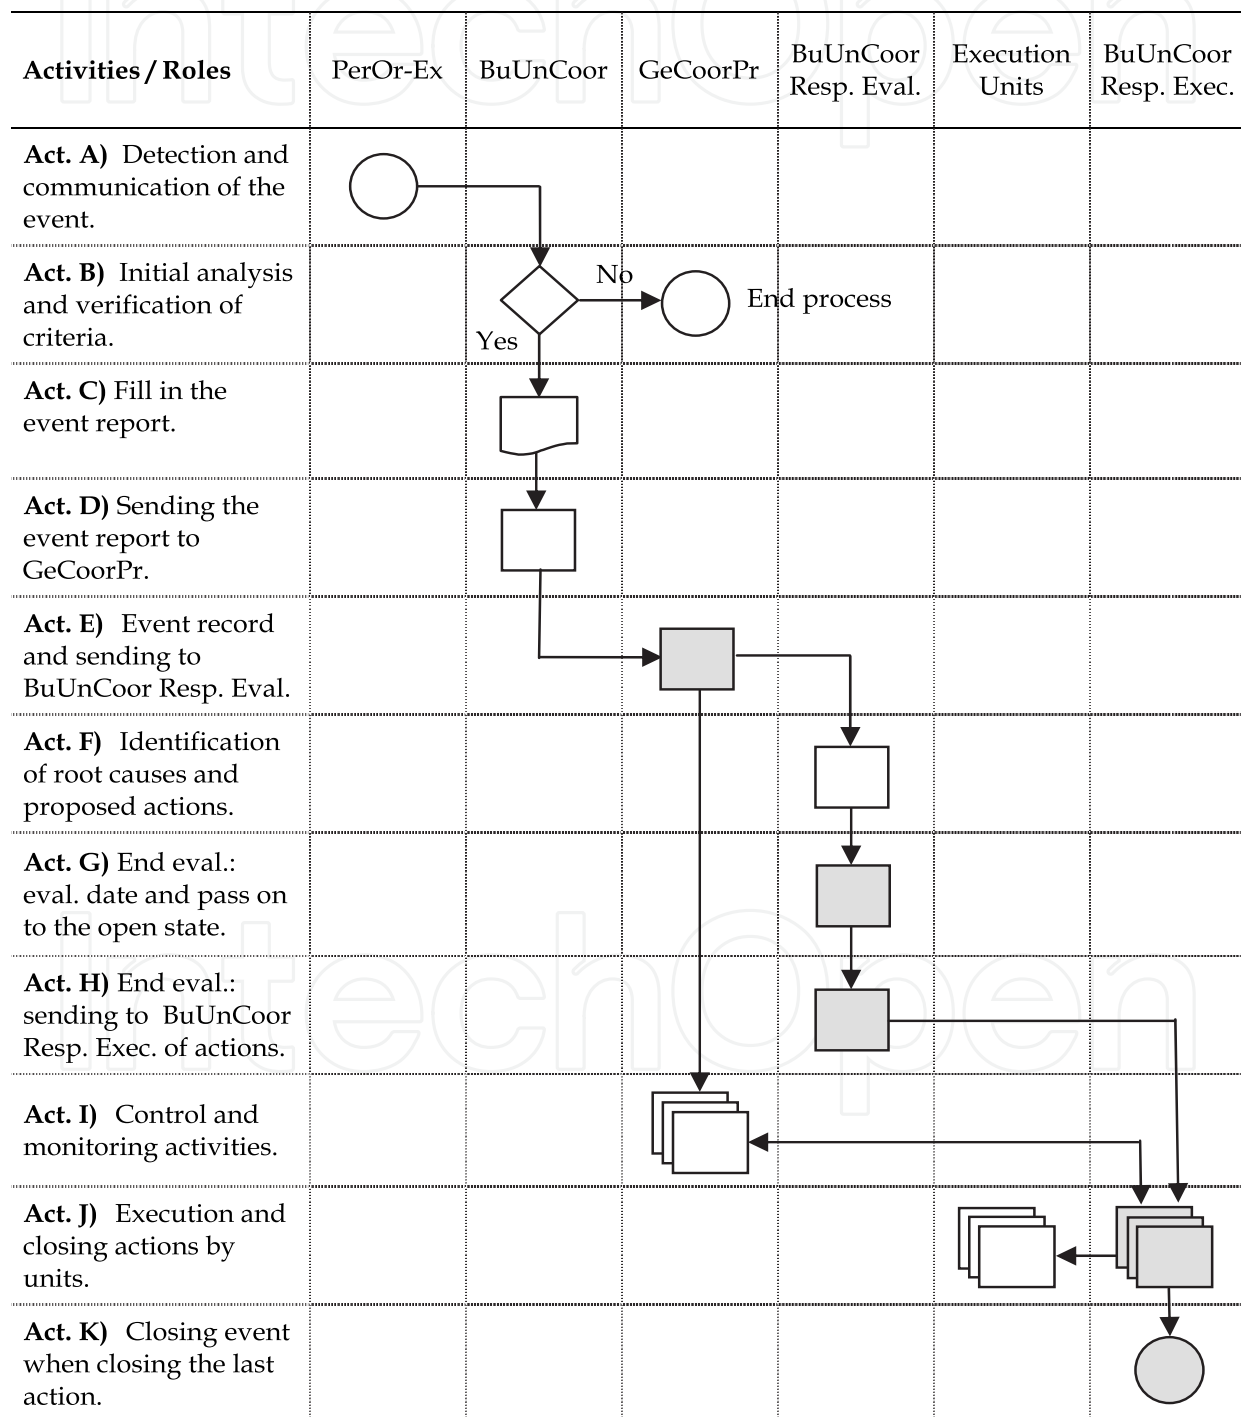 Activities / Roles
PerOr-Ex
BuUnCoor
GeCoorPr
BuUnCoor
Resp. Eval.
Execution
Units
BuUnCoor
Resp. Exec.
Act. A) Detection and
communication of the
event.
Act. B) Initial analysis
and verification of
criteria.
No
End process
Yes
Act. C) Fill in the
event report.
Act. D) Sending the
event report to
GeCoorPr.
Act. E) Event record
and sending to
BuUnCoor Resp. Eval.
Act. F) Identification
of root causes and
proposed actions.
Act. G) End eval.:
eval. date and pass on
to the open state.
Act. H) End eval.:
sending to BuUnCoor
Resp. Exec. of actions.
Act. I) Control and
monitoring activities.
Act. J) Execution and
closing actions by
units.
Act. K) Closing event
when closing the last
action.
IntechOpen
IntechOpen